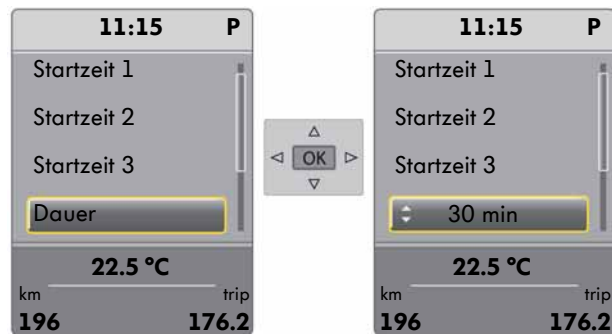 11:15 P
Startzeit 1
Startzeit 2
Startzeit 3
Dauer
22.5 °C
km trip
196 176.2
OK
11:15 P
Startzeit 1
Startzeit 2
Startzeit 3
30 min
22.5 °C
km trip
196 176.2